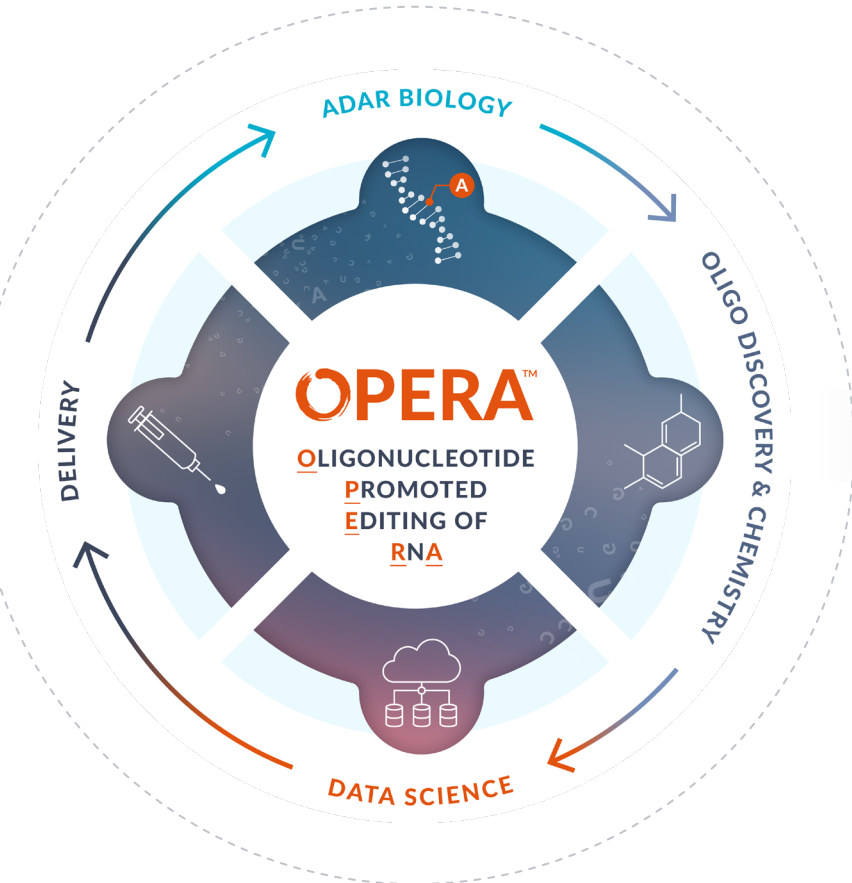 ADAR BIOLOGY
A
OLIGO DISCOVERY & CHEMISTRY
OPERA™
OLIGONUCLEOTIDE
PROMOTED
EDITING OF
RNA
DELIVERY
DATA SCIENCE